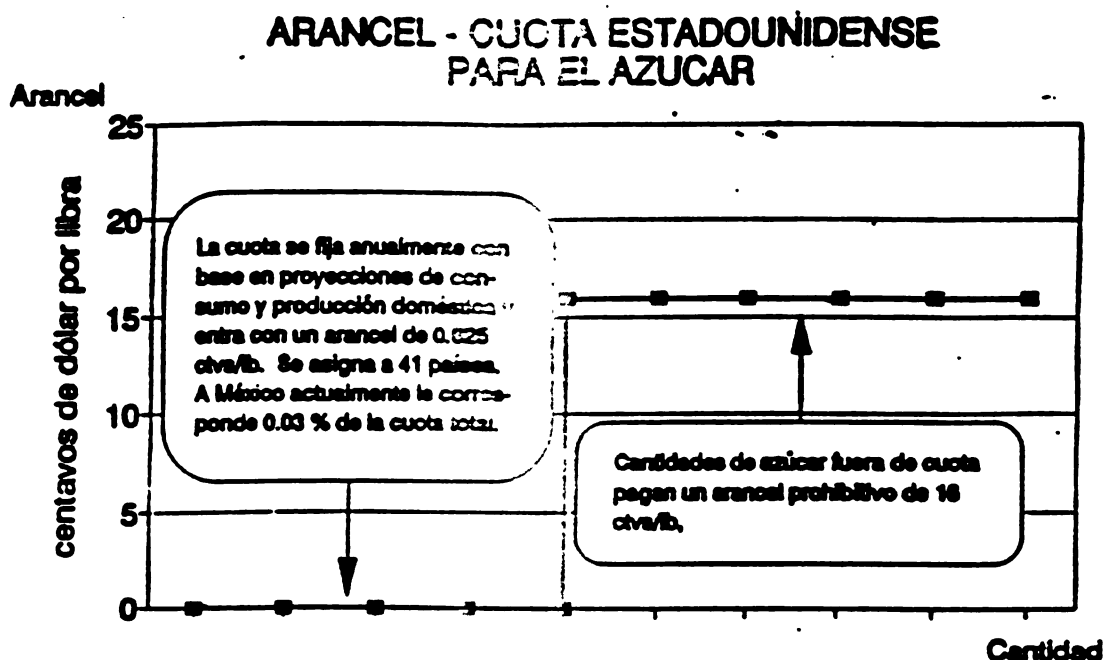 ARANCEL - CUOTA ESTADOUNIDENSE
PARA EL AZUCAR
Arancel
centavos de dólar por libra
25
20
15
10
5
0
La cuota se fija anualmente con
base en proyecciones de con-
sumo y producción doméstica y
entra con un arancel de 0.625
ctvs/lb. Se asigna a 41 países.
A México actualmente le corres-
ponde 0.03 % de la cuota total.
Cantidades de azúcar fuera de cuota
pagan un arancel prohibitivo de 16
ctvs/lb.
Cantidad